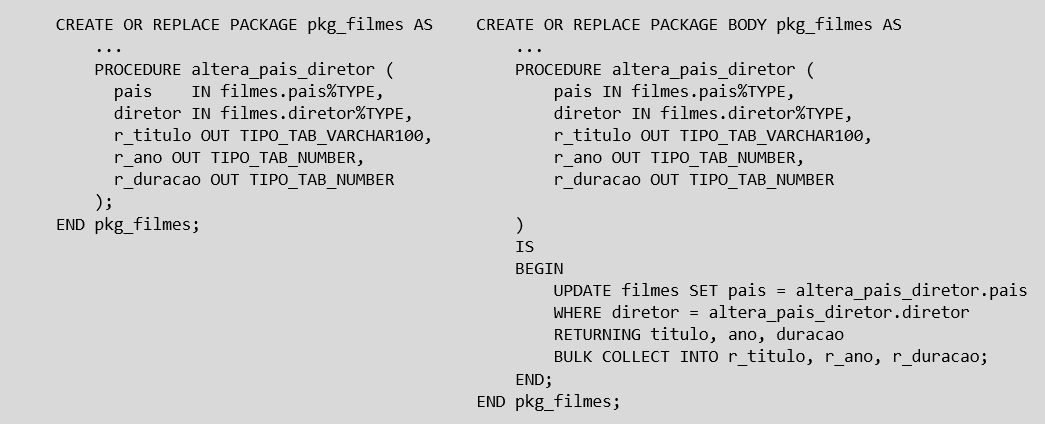 CREATE OR REPLACE PACKAGE pkg_filmes AS
...
PROCEDURE altera_pais_diretor (
pais    IN filmes.pais%TYPE,
diretor IN filmes.diretor%TYPE,
r_titulo OUT TIPO_TAB_VARCHAR100,
r_ano OUT TIPO_TAB_NUMBER,
r_duracao OUT TIPO_TAB_NUMBER
);
END pkg_filmes;
CREATE OR REPLACE PACKAGE BODY pkg_filmes AS
...
PROCEDURE altera_pais_diretor (
pais IN filmes.pais%TYPE,
diretor IN filmes.diretor%TYPE,
r_titulo OUT TIPO_TAB_VARCHAR100,
r_ano OUT TIPO_TAB_NUMBER,
r_duracao OUT TIPO_TAB_NUMBER
)
IS
BEGIN
UPDATE filmes SET pais = altera_pais_diretor.pais
WHERE diretor = altera_pais_diretor.diretor
RETURNING titulo, ano, duracao
BULK COLLECT INTO r_titulo, r_ano, r_duracao;
END;
END pkg_filmes;